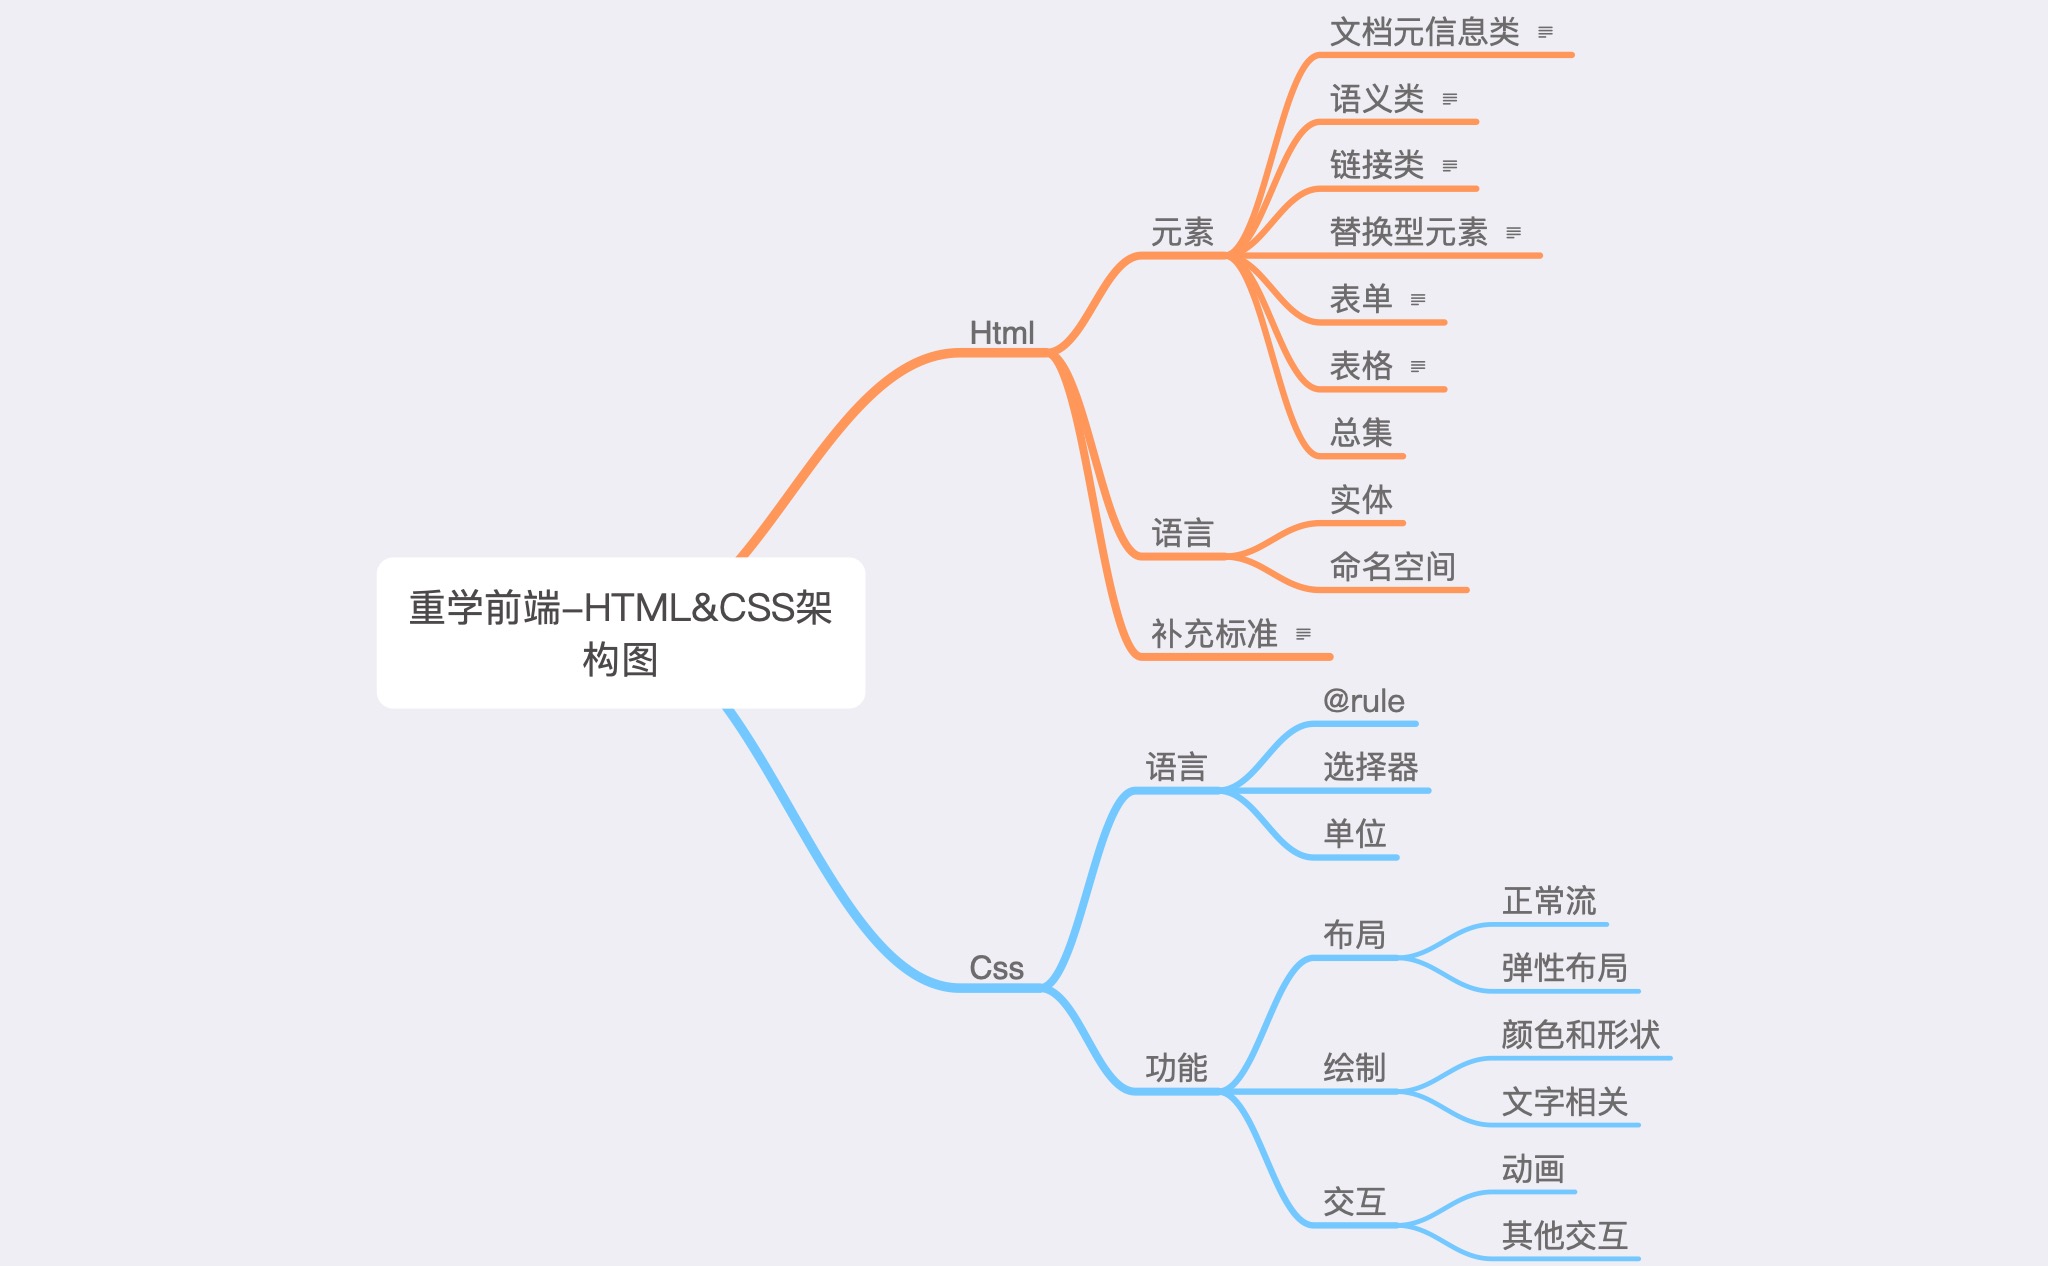 重学前端-HTML&CSS架
构图
Html
元素
文档元信息类
语义类
链接类
替换型元素
表单
表格
总集
语言
实体
命名空间
补充标准
Css
语言
@rule
选择器
单位
功能
布局
正常流
弹性布局
绘制
颜色和形状
文字相关
交互
动画
其他交互